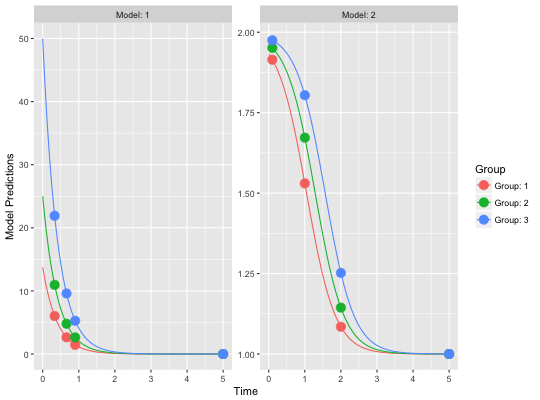 Model: 1
Model: 2
50
40
30
20
10
0
2.00
1.75
1.50
1.25
1.00
0 1 2 3 4 5
0 1 2 3 4 5
Time
Model Predictions
Group
Group: 1
Group: 2
Group: 3